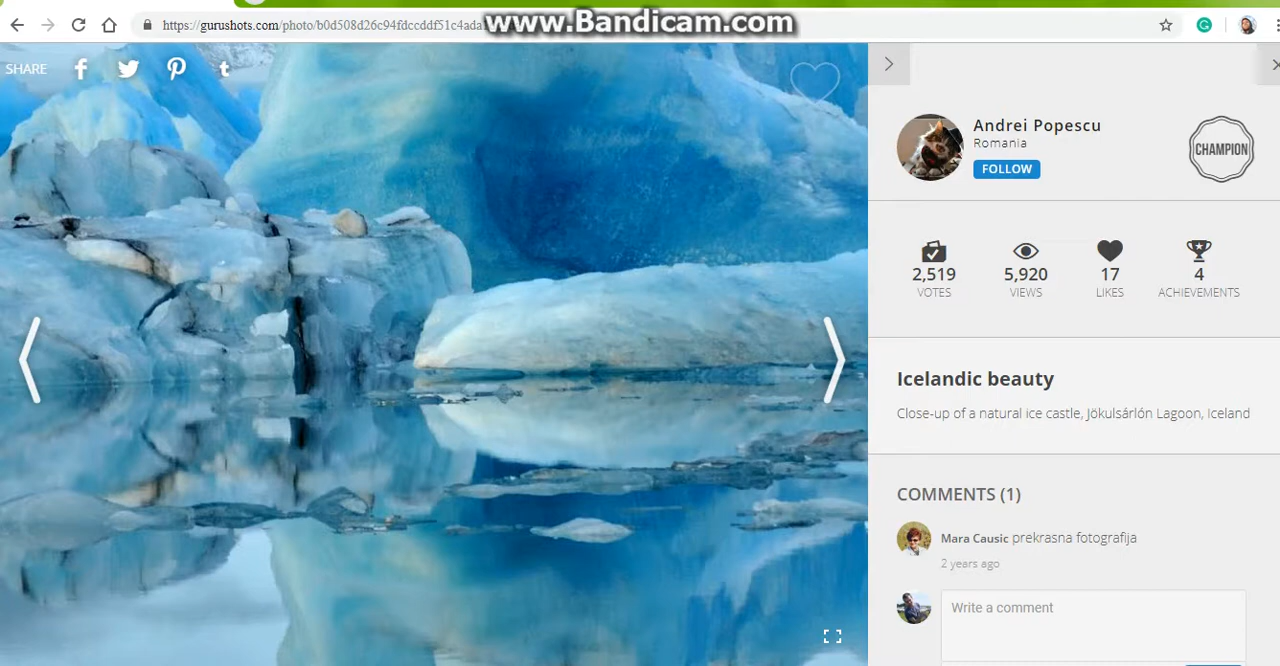 www.Bandicam.com
https://gurushots.com/photo/b0d508d26c94fdccddf51c4ada
SHARE
Andrei Popescu
Romania
FOLLOW
CHAMPION
2,519
VOTES
5,920
VIEWS
17
LIKES
4
ACHIEVEMENTS
Icelandic beauty
Close-up of a natural ice castle, Jökulsárlón Lagoon, Iceland
COMMENTS (1)
Mara Causic prekrasna fotografija
2 years ago
Write a comment